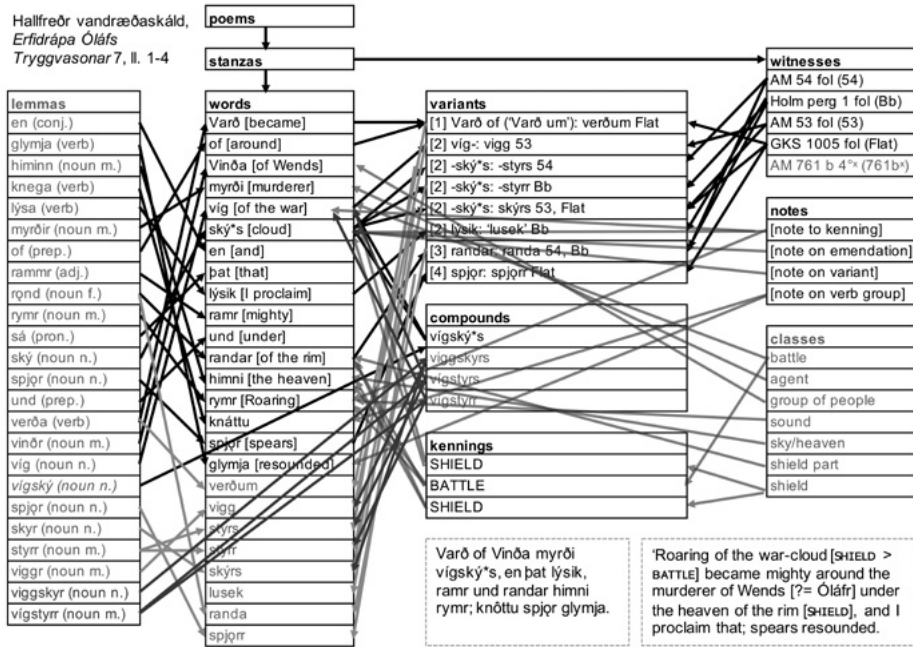 Hallfreðr vandræðaskáld,
Erfidrápa Óláfs
Tryggvasonar 7, ll. 1-4
poems
stanzas
witnesses
AM 54 fol (54)
Holm perg 1 fol (Bb)
AM 53 fol (53)
GKS 1005 fol (Flat)
AM 761 b 4°ˣ (761bˣ)
lemmas
en (conj.)
glymja (verb)
himinn (noun m.)
knega (verb)
lýsa (verb)
myrðir (noun m.)
of (prep.)
rammr (adj.)
rǫnd (noun f.)
rymr (noun m.)
sá (pron.)
ský (noun n.)
spjǫr (noun n.)
und (prep.)
verða (verb)
vinðr (noun m.)
víg (noun n.)
vígský (noun n.)
spjǫr (noun n.)
skyr (noun n.)
styrr (noun m.)
viggr (noun m.)
viggskyr (noun n.)
vígstyrr (noun m.)
words
Varð [became]
of [around]
Vinða [of Wends]
myrði [murderer]
víg [of the war]
ský*s [cloud]
en [and]
þat [that]
lýsik [I proclaim]
ramr [mighty]
und [under]
randar [of the rim]
himni [the heaven]
rymr [Roaring]
knáttu
spjǫr [spears]
glymja [resounded]
verðum
vigg
styrs
styrr
skýrs
lusek
randa
spjǫrr
variants
[1] Varð of (‘Varð um’): verðum Flat
[2] víg-: vigg 53
[2] -ský*s: -styrs 54
[2] -ský*s: -styrr Bb
[2] -ský*s: skýrs 53, Flat
[2] lýsik: ‘lusek’ Bb
[3] randar: randa 54, Bb
[4] spjǫr: spjǫrr Flat
compounds
vígský*s
viggskyrs
vígstyrs
vígstyrr
kennings
SHIELD
BATTLE
SHIELD
notes
[note to kenning]
[note on emendation]
[note on variant]
[note on verb group]
classes
battle
agent
group of people
sound
sky/heaven
shield part
shield
Varð of Vinða myrði
vígský*s, en þat lýsik,
ramr und randar himni
rymr; knǫ́ttu spjǫr glymja.
‘Roaring of the war-cloud [SHIELD >
BATTLE] became mighty around the
murderer of Wends [?= Óláfr] under
the heaven of the rim [SHIELD], and I
proclaim that; spears resounded.